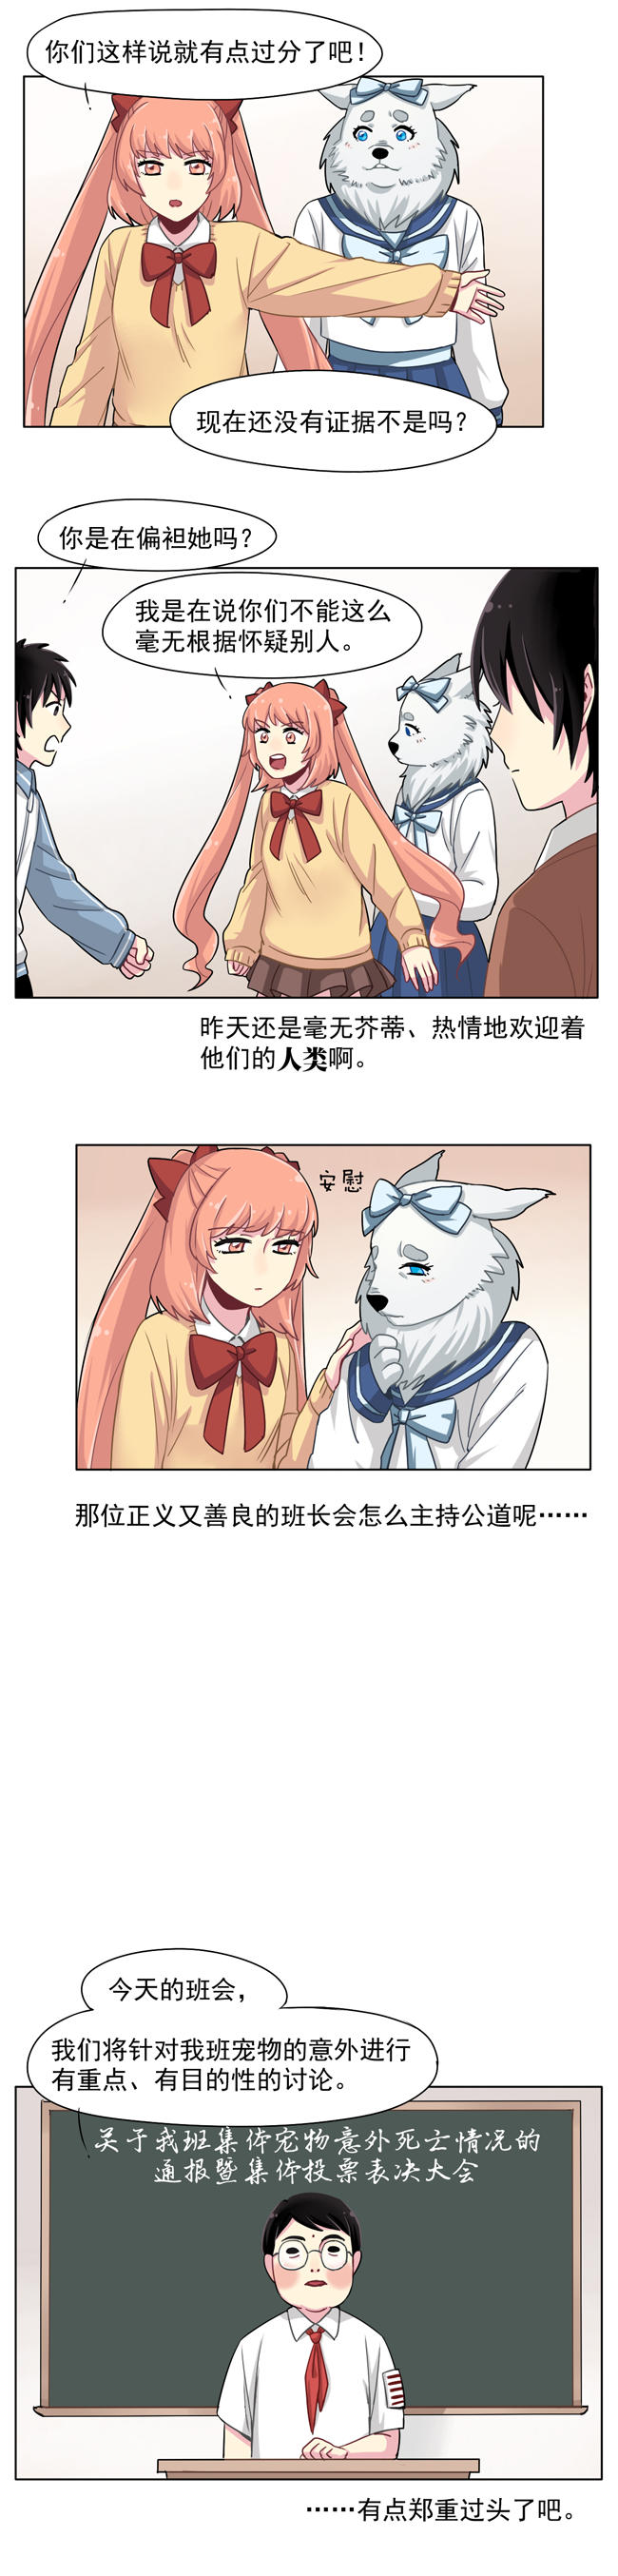 你们这样说就有点过分了吧！
现在还没有证据不是吗？
你是在偏袒她吗？
我是在说你们不能这么
毫无根据怀疑别人。
昨天还是毫无芥蒂、热情地欢迎着
他们的人类啊。
安慰
那位正义又善良的班长会怎么主持公道呢……
今天的班会，
我们将针对我班宠物的意外进行
有重点、有目的性的讨论。
关于我班集体宠物意外死亡情况的
通报暨集体投票表决大会
……有点郑重过头了吧。